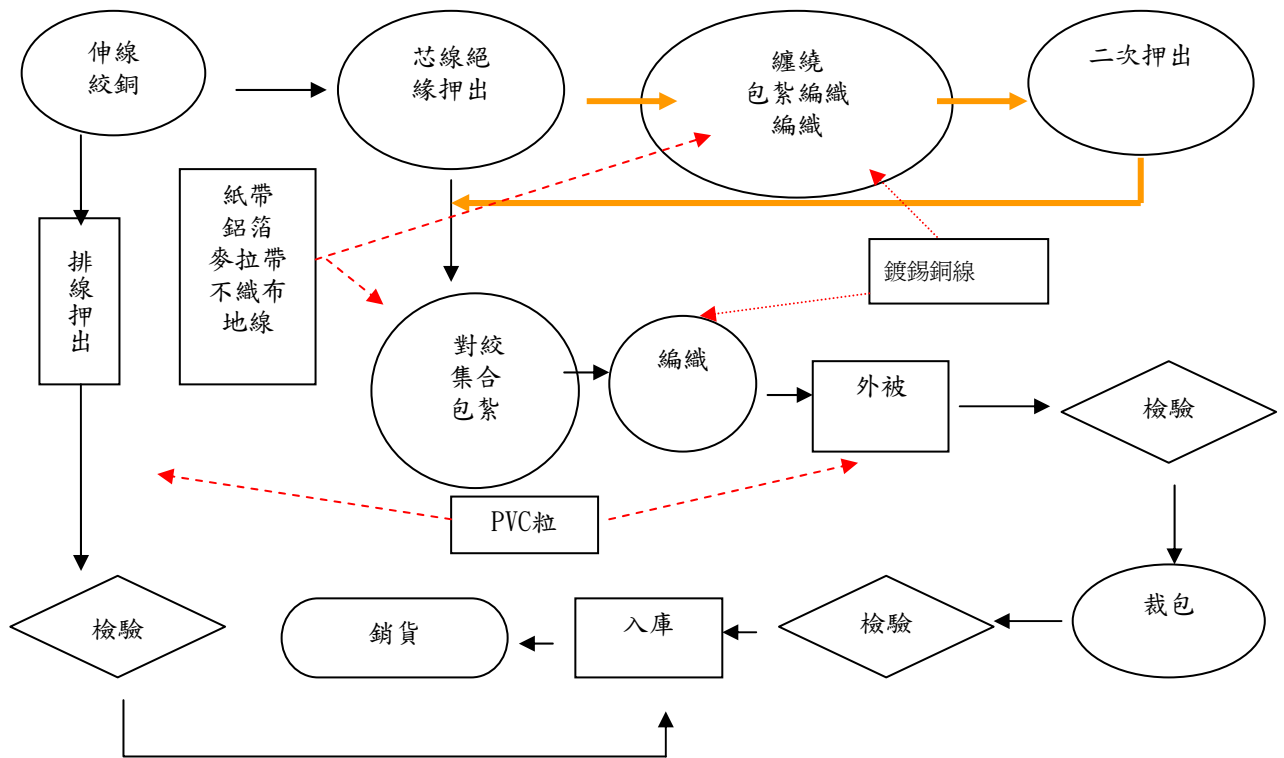 伸線
絞銅
芯線絕
緣押出
纏繞
包紮編織
編織
二次押出
紙帶
鋁箔
麥拉帶
不織布
地線
排
線
押
出
鍍錫銅線
對絞
集合
包紮
編織
外被
檢驗
PVC粒
檢驗
銷貨
入庫
檢驗
裁包